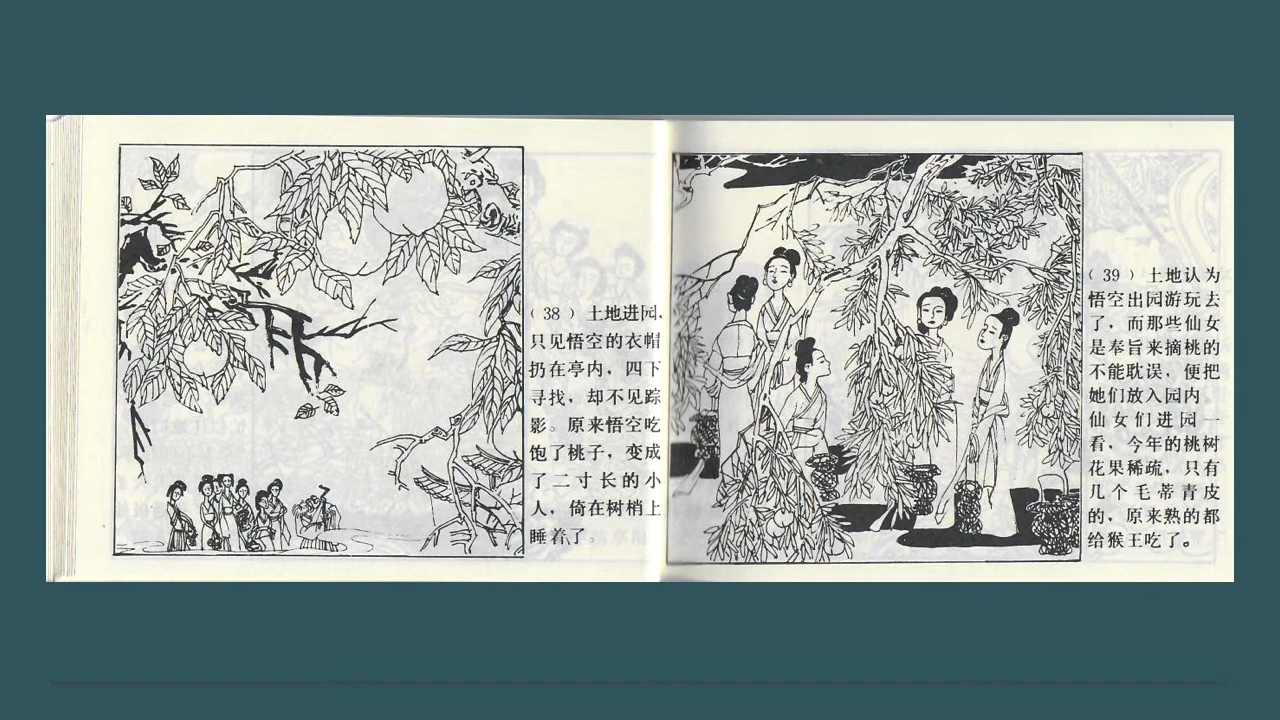 （38）土地进园，
只见悟空的衣帽
扔在亭内，四下
寻找，却不见踪
影。原来悟空吃
饱了桃子，变成
了二寸长的小
人，倚在树梢上
睡着了。
（39）土地认为
悟空出园游玩去
了，而那些仙女
是奉旨来摘桃的
不能耽误，便把
她们放入园内。
仙女们进园一
看，今年的桃树
花果稀疏，只有
几个毛蒂青皮
的，原来熟的都
给猴王吃了。